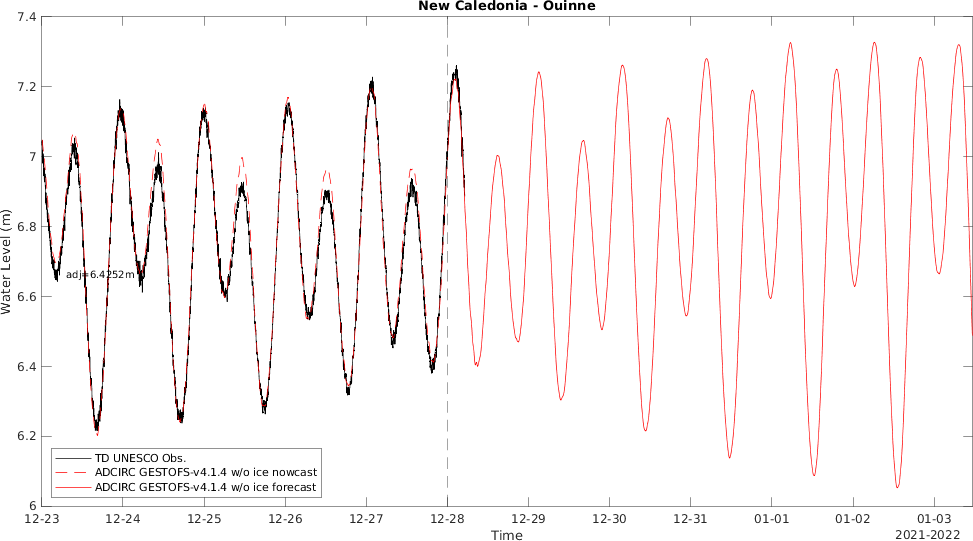 New Caledonia - Ouinne
7.4
7.2
7
6.8
6.6
6.4
6.2
6
Water Level (m)
adj=6.4252m
TD UNESCO Obs.
ADCIRC GESTOFS-v4.1.4 w/o ice nowcast
ADCIRC GESTOFS-v4.1.4 w/o ice forecast
12-23 12-24 12-25 12-26 12-27 12-28 12-29 12-30 12-31 01-01 01-02 01-03
Time
2021-2022